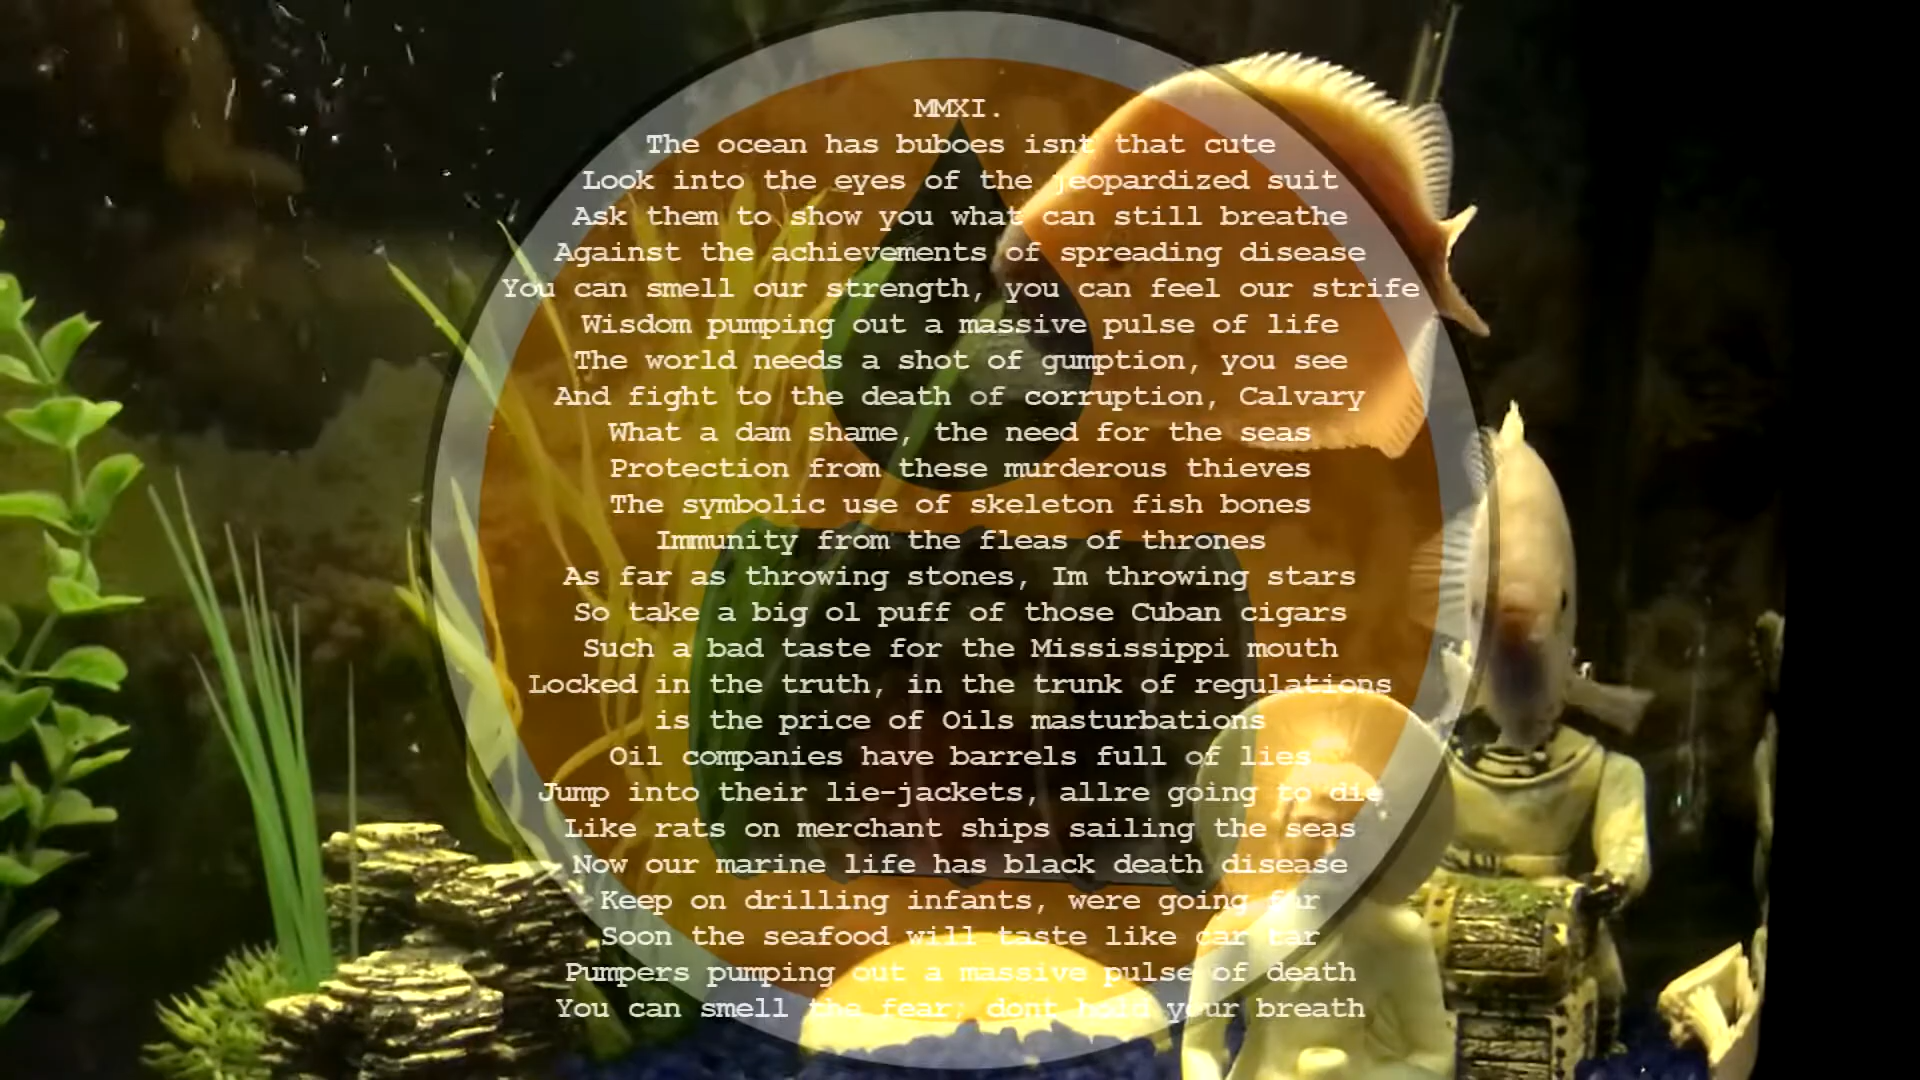 MMXI.
The ocean has buboes isnt that cute
Look into the eyes of the jeopardized suit
Ask them to show you what can still breathe
Against the achievements of spreading disease
You can smell our strength, you can feel our strife
Wisdom pumping out a massive pulse of life
The world needs a shot of gumption, you see
And fight to the death of corruption, Calvary
What a dam shame, the need for the seas
Protection from these murderous thieves
The symbolic use of skeleton fish bones
Immunity from the fleas of thrones
As far as throwing stones, Im throwing stars
So take a big ol puff of those Cuban cigars
Such a bad taste for the Mississippi mouth
Locked in the truth, in the trunk of regulations
is the price of Oils masturbations
Oil companies have barrels full of lies
Jump into their lie-jackets, allre going to die
Like rats on merchant ships sailing the seas
Now our marine life has black death disease
Keep on drilling infants, were going far
Soon the seafood will taste like car tar
Pumpers pumping out a massive pulse of death
You can smell the fear; dont hold your breath